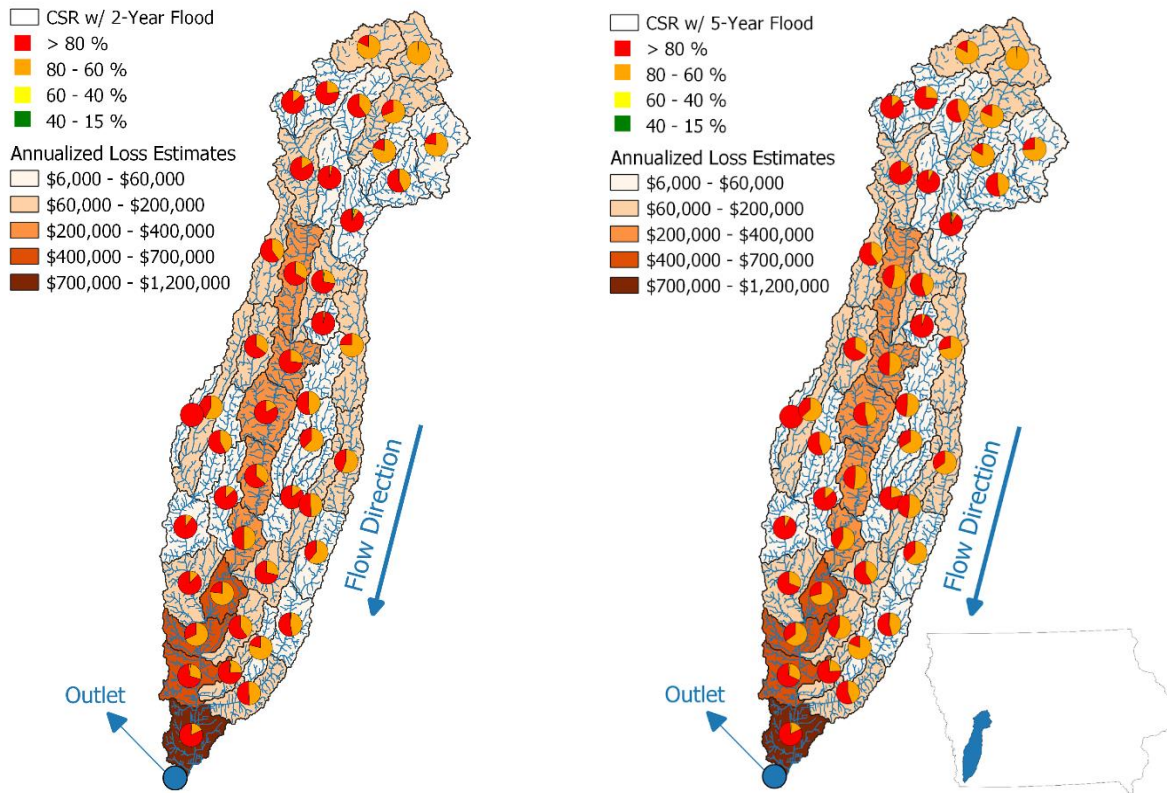 CSR w/ 2-Year Flood
> 80 %
80 - 60 %
60 - 40 %
40 - 15 %
Annualized Loss Estimates
$6,000 - $60,000
$60,000 - $200,000
$200,000 - $400,000
$400,000 - $700,000
$700,000 - $1,200,000
Flow Direction
Outlet
CSR w/ 5-Year Flood
> 80 %
80 - 60 %
60 - 40 %
40 - 15 %
Annualized Loss Estimates
$6,000 - $60,000
$60,000 - $200,000
$200,000 - $400,000
$400,000 - $700,000
$700,000 - $1,200,000
Flow Direction
Outlet